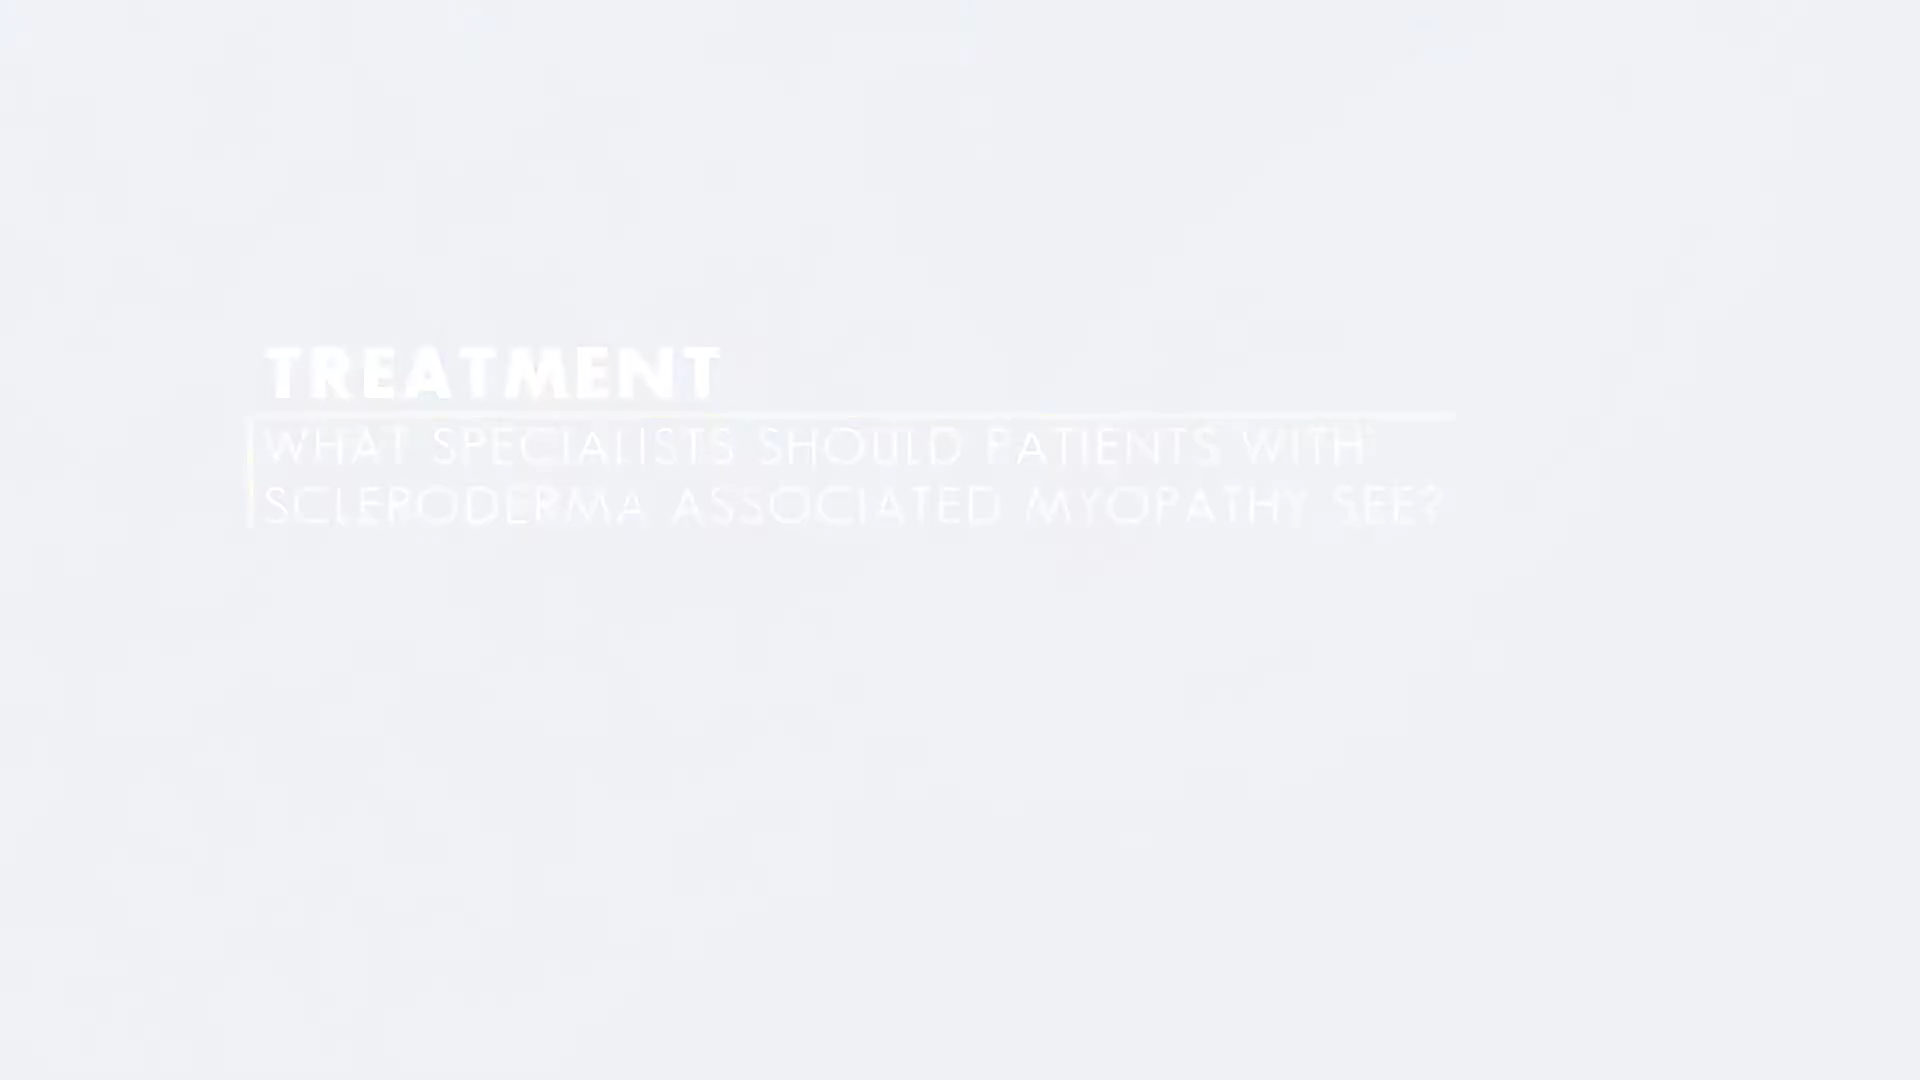 TREATMENT
WHAT SPECIALISTS SHOULD PATIENTS WITH
SCLERODERMA ASSOCIATED MYOPATHY SEE?